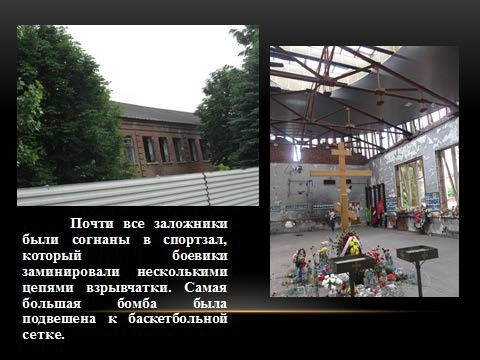 Почти все заложники
были согнаны в спортзал,
который боевики
заминировали несколькими
цепями взрывчатки. Самая
большая бомба была
подвешена к баскетбольной
сетке.